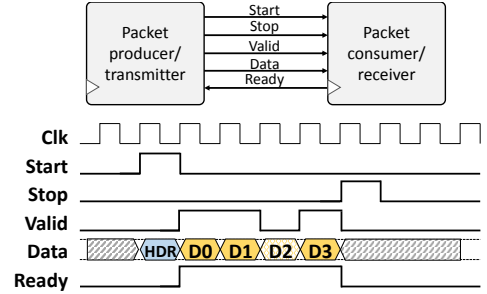 Packet
producer/
transmitter
Start
Stop
Valid
Data
Ready
Packet
consumer/
receiver
Clk
Start
Stop
Valid
Data HDR D0 D1 D2 D3
Ready